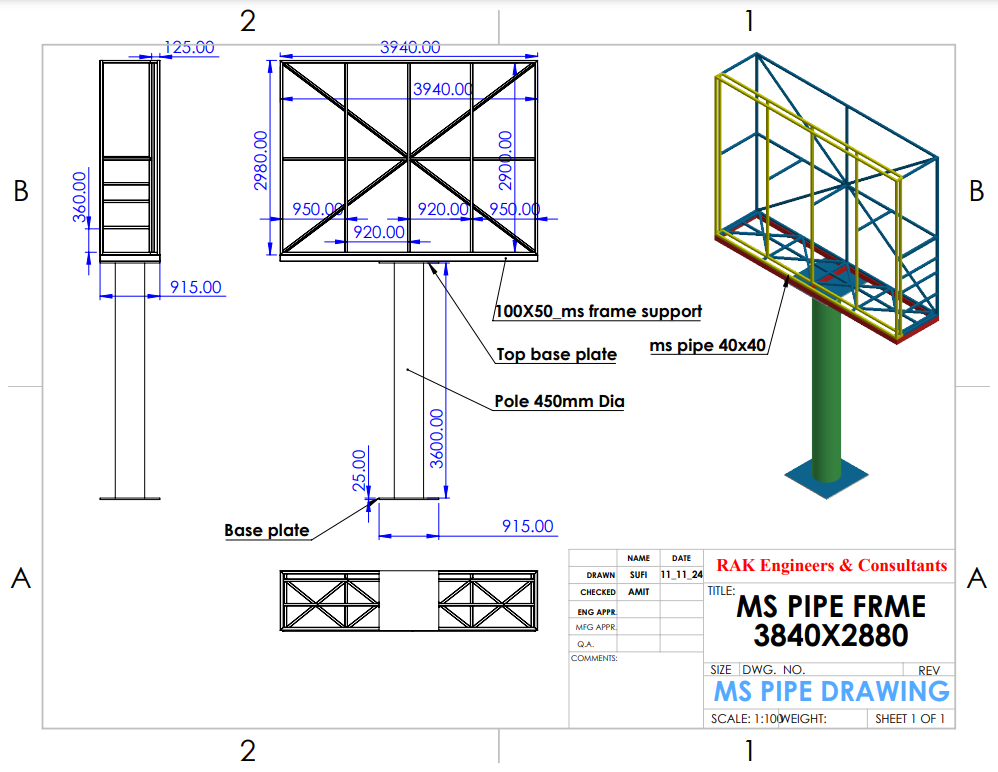 2
1
125.00
3940.00
3940.00
B
B
2980.00
2900.00
360.00
950.00
920.00
950.00
920.00
915.00
100X50_ms frame support
ms pipe 40x40
Top base plate
Pole 450mm Dia
3600.00
25.00
915.00
Base plate
A
A
NAME
DATE
DRAWN
SUFI
11_11_24
CHECKED
AMIT
ENG APPR.
MFG APPR.
Q.A.
COMMENTS:
RAK Engineers & Consultants
TITLE:
MS PIPE FRME
3840X2880
SIZE
DWG. NO.
REV
MS PIPE DRAWING
SCALE: 1:100
WEIGHT:
SHEET 1 OF 1
2
1